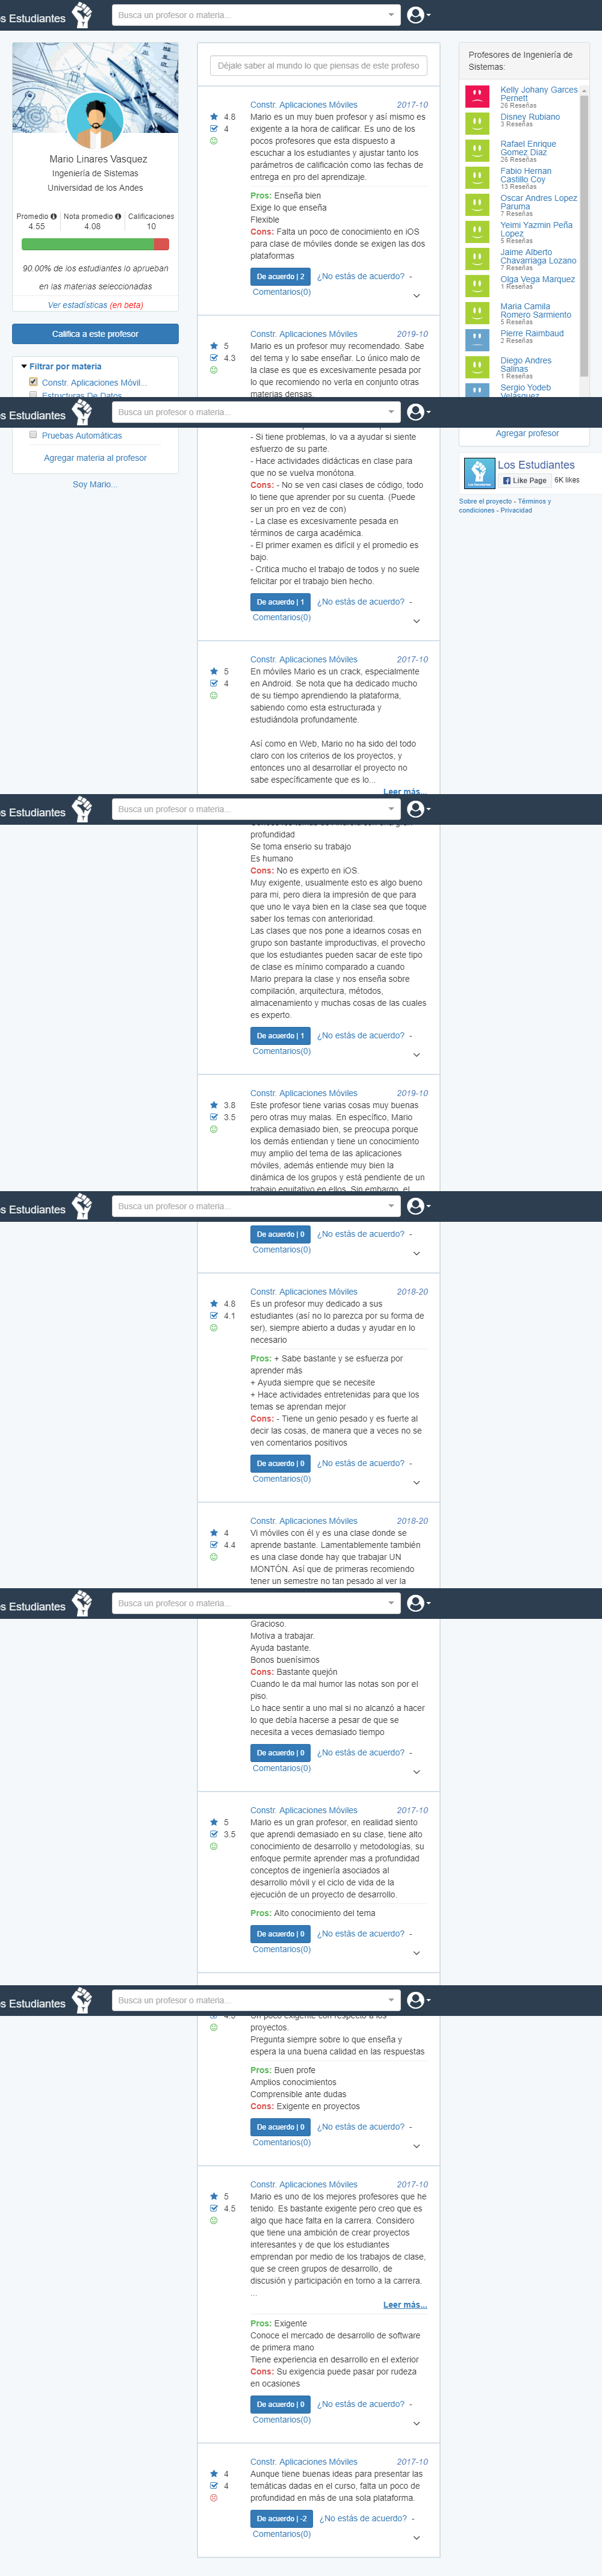 os Estudiantes
Busca un profesor o materia...
Mario Linares Vasquez
Ingeniería de Sistemas
Universidad de los Andes
Promedio Nota promedio Calificaciones
4.55 4.08 10
90.00% de los estudiantes lo aprueban
en las materias seleccionadas
Ver estadísticas (en beta)
Califica a este profesor
Filtrar por materia
Constr. Aplicaciones Móvil...
Estructuras De Datos
Déjale saber al mundo lo que piensas de este profeso
Constr. Aplicaciones Móviles 2017-10
4.8
4
Mario es un muy buen profesor y así mismo es
exigente a la hora de calificar. Es uno de los
pocos profesores que esta dispuesto a
escuchar a los estudiantes y ajustar tanto los
parámetros de calificación como las fechas de
entrega en pro del aprendizaje.
Pros: Enseña bien
Exige lo que enseña
Flexible
Cons: Falta un poco de conocimiento en iOS
para clase de móviles donde se exigen las dos
plataformas
De acuerdo | 2 ¿No estás de acuerdo? -
Comentarios(0)
Constr. Aplicaciones Móviles 2019-10
5
4.3
Mario es un profesor muy recomendado. Sabe
del tema y lo sabe enseñar. Lo único malo de
la clase es que es excesivamente pesada por
lo que recomiendo no verla en conjunto otras
materias densas.
Profesores de Ingeniería de
Sistemas:
Kelly Johany Garces
Pernett
26 Reseñas
Disney Rubiano
3 Reseñas
Rafael Enrique
Gomez Diaz
26 Reseñas
Fabio Hernan
Castillo Coy
13 Reseñas
Oscar Andres Lopez
Paruma
7 Reseñas
Yeimi Yazmin Peña
Lopez
5 Reseñas
Jaime Alberto
Chavarriaga Lozano
7 Reseñas
Olga Vega Marquez
1 Reseñas
Maria Camila
Romero Sarmiento
5 Reseñas
Pierre Raimbaud
2 Reseñas
Diego Andres
Salinas
1 Reseñas
Sergio Yodeb
Velasquez
os Estudiantes
Busca un profesor o materia...
Pruebas Automáticas
Agregar materia al profesor
Soy Mario...
- Si tiene problemas, lo va a ayudar si siente
esfuerzo de su parte.
- Hace actividades didácticas en clase para
que no se vuelva monótona.
Cons: - No se ven casi clases de código, todo
lo tiene que aprender por su cuenta. (Puede
ser un pro en vez de con)
- La clase es excesivamente pesada en
términos de carga académica.
- El primer examen es difícil y el promedio es
bajo.
- Critica mucho el trabajo de todos y no suele
felicitar por el trabajo bien hecho.
De acuerdo | 1 ¿No estás de acuerdo? -
Comentarios(0)
Constr. Aplicaciones Móviles 2017-10
5
4
En móviles Mario es un crack, especialmente
en Android. Se nota que ha dedicado mucho
de su tiempo aprendiendo la plataforma,
sabiendo como esta estructurada y
estudiándola profundamente.
Así como en Web, Mario no ha sido del todo
claro con los criterios de los proyectos, y
entonces uno al desarrollar el proyecto no
sabe específicamente que es lo...
Leer más...
Agregar profesor
Los Estudiantes
Like Page 6K likes
Sobre el proyecto - Términos y
condiciones - Privacidad
os Estudiantes
Busca un profesor o materia...
profundidad
Se toma enserio su trabajo
Es humano
Cons: No es experto en iOS.
Muy exigente, usualmente esto es algo bueno
para mi, pero diera la impresión de que para
que uno le vaya bien en la clase sea que toque
saber los temas con anterioridad.
Las clases que nos pone a idearnos cosas en
grupo son bastante improductivas, el provecho
que los estudiantes pueden sacar de este tipo
de clase es mínimo comparado a cuando
Mario prepara la clase y nos enseña sobre
compilación, arquitectura, métodos,
almacenamiento y muchas cosas de las cuales
es experto.
De acuerdo | 1 ¿No estás de acuerdo? -
Comentarios(0)
Constr. Aplicaciones Móviles 2019-10
3.8
3.5
Este profesor tiene varias cosas muy buenas
pero otras muy malas. En específico, Mario
explica demasiado bien, se preocupa porque
los demás entiendan y tiene un conocimiento
muy amplio del tema de las aplicaciones
móviles, además entiende muy bien la
dinámica de los grupos y está pendiente de un
trabajo equitativo en ellos. Sin embargo, el
os Estudiantes
Busca un profesor o materia...
De acuerdo | 0 ¿No estás de acuerdo? -
Comentarios(0)
Constr. Aplicaciones Móviles 2018-20
4.8
4.1
Es un profesor muy dedicado a sus
estudiantes (así no lo parezca por su forma de
ser), siempre abierto a dudas y ayudar en lo
necesario
Pros: + Sabe bastante y se esfuerza por
aprender más
+ Ayuda siempre que se necesite
+ Hace actividades entretenidas para que los
temas se aprendan mejor
Cons: - Tiene un genio pesado y es fuerte al
decir las cosas, de manera que a veces no se
ven comentarios positivos
De acuerdo | 0 ¿No estás de acuerdo? -
Comentarios(0)
Constr. Aplicaciones Móviles 2018-20
4
4.4
Vi móviles con él y es una clase donde se
aprende bastante. Lamentablemente también
es una clase donde hay que trabajar UN
MONTÓN. Así que de primeras recomiendo
tener un semestre no tan pesado al ver la
os Estudiantes
Busca un profesor o materia...
Gracioso.
Motiva a trabajar.
Ayuda bastante.
Bonos buenísimos
Cons: Bastante quejón
Cuando le da mal humor las notas son por el
piso.
Lo hace sentir a uno mal si no alcanzó a hacer
lo que debía hacerse a pesar de que se
necesita a veces demasiado tiempo
De acuerdo | 0 ¿No estás de acuerdo? -
Comentarios(0)
Constr. Aplicaciones Móviles 2017-10
5
3.5
Mario es un gran profesor, en realidad siento
que aprendi demasiado en su clase, tiene alto
conocimiento de desarrollo y metodologías, su
enfoque permite aprender mas a profundidad
conceptos de ingeniería asociados al
desarrollo móvil y el ciclo de vida de la
ejecución de un proyecto de desarrollo.
Pros: Alto conocimiento del tema
De acuerdo | 0 ¿No estás de acuerdo? -
Comentarios(0)
os Estudiantes
Busca un profesor o materia...
Un poco exigente con respecto a los
proyectos.
Pregunta siempre sobre lo que enseña y
espera la una buena calidad en las respuestas
Pros: Buen profe
Amplios conocimientos
Comprensible ante dudas
Cons: Exigente en proyectos
De acuerdo | 0 ¿No estás de acuerdo? -
Comentarios(0)
Constr. Aplicaciones Móviles 2017-10
5
4.5
Mario es uno de los mejores profesores que he
tenido. Es bastante exigente pero creo que es
algo que hace falta en la carrera. Considero
que tiene una ambición de crear proyectos
interesantes y de que los estudiantes
emprendan por medio de los trabajos de clase,
que se creen grupos de desarrollo, de
discusión y participación en torno a la carrera.
...
Leer más...
Pros: Exigente
Conoce el mercado de desarrollo de software
de primera mano
Tiene experiencia en desarrollo en el exterior
Cons: Su exigencia puede pasar por rudeza
en ocasiones
De acuerdo | 0 ¿No estás de acuerdo? -
Comentarios(0)
Constr. Aplicaciones Móviles 2017-10
4
4
Aunque tiene buenas ideas para presentar las
temáticas dadas en el curso, falta un poco de
profundidad en más de una sola plataforma.
De acuerdo | -2 ¿No estás de acuerdo? -
Comentarios(0)